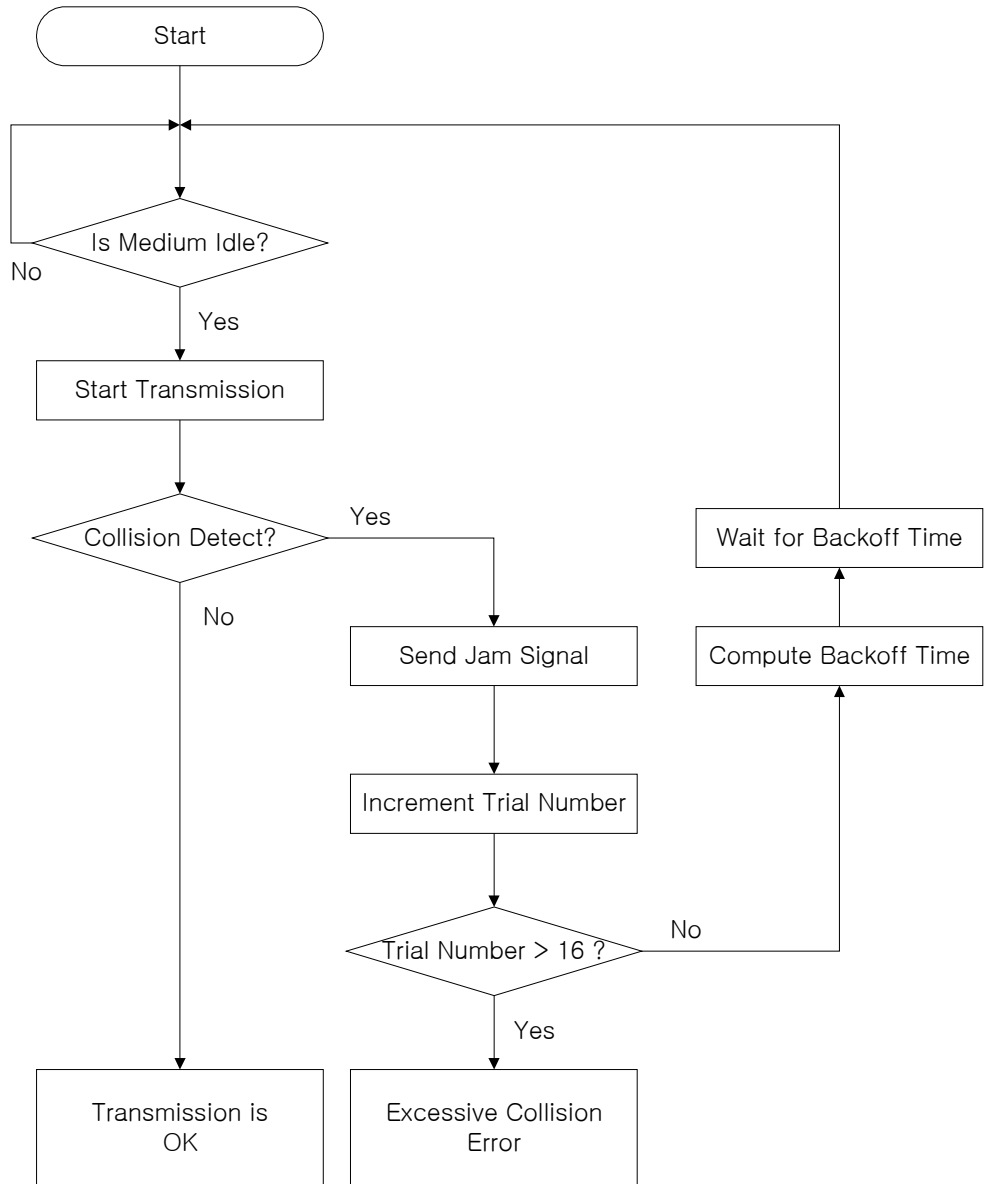 Start
Is Medium Idle?
No
Yes
Start Transmission
Collision Detect?
Yes
No
Wait for Backoff Time
Send Jam Signal
Compute Backoff Time
Increment Trial Number
Trial Number > 16 ?
No
Yes
Transmission is
OK
Excessive Collision
Error